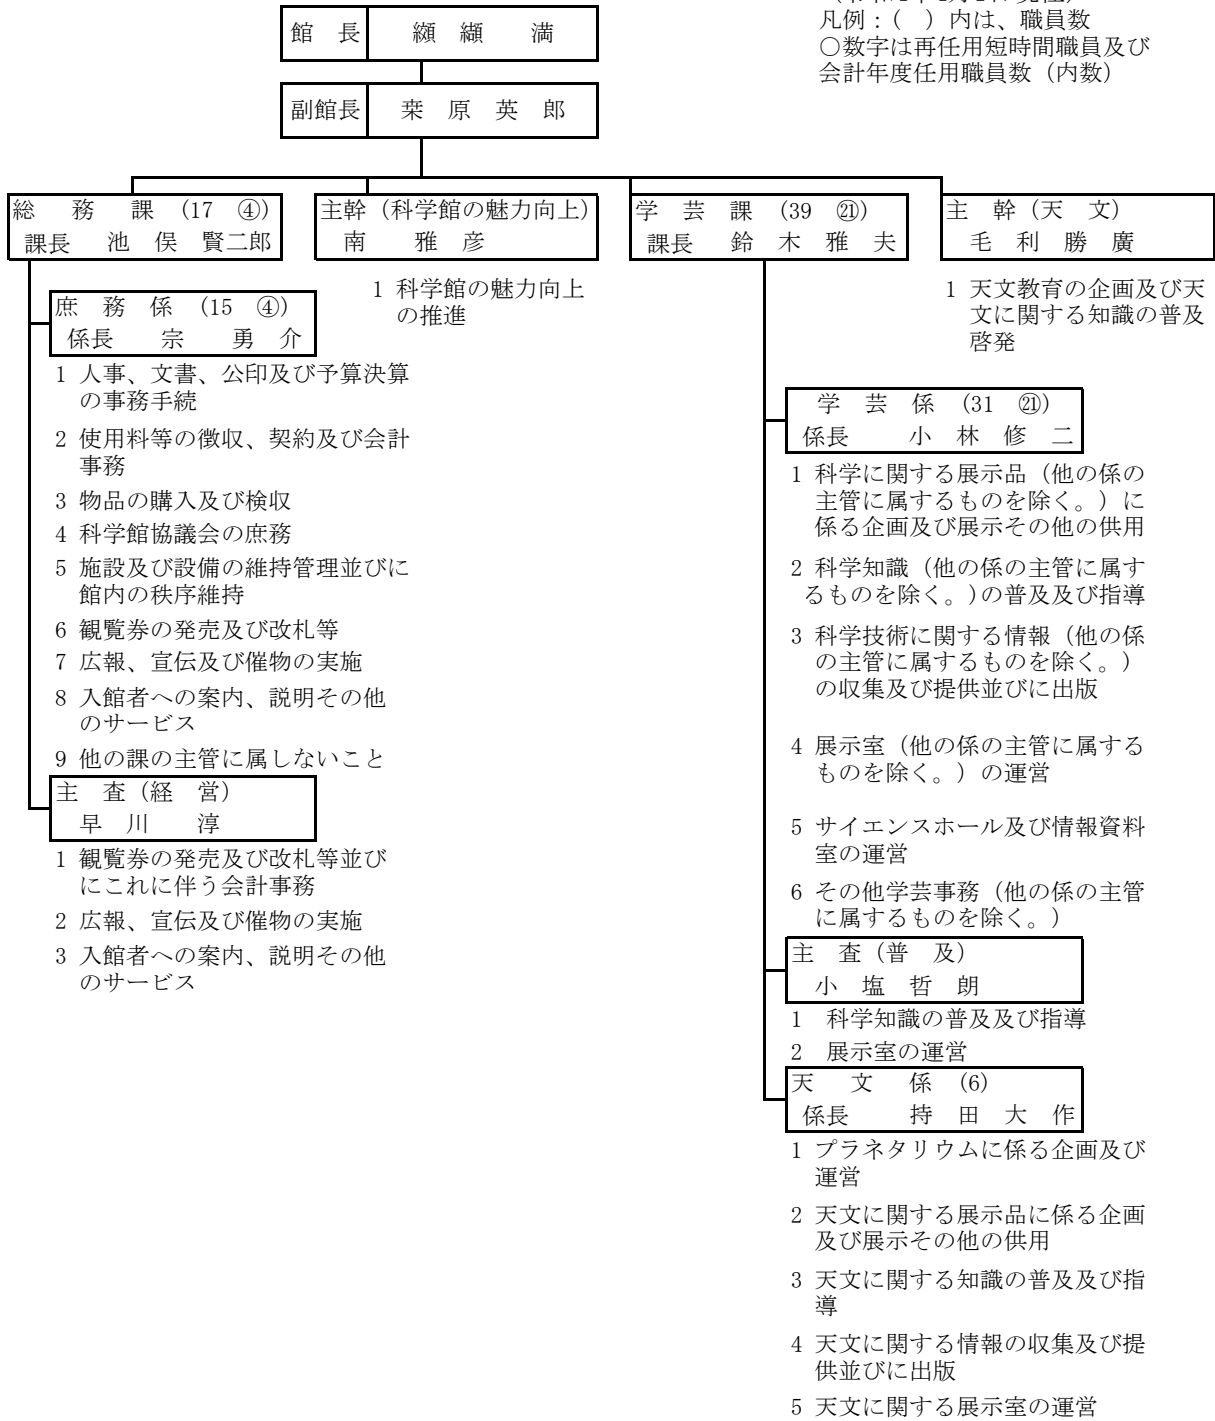 凡例：(　) 内は、職員数
○数字は再任用短時間職員及び
会計年度任用職員数（内数）
館　長　纐　纈　　満
副館長　桒　原　英　郎
総　務　課　(17　④)
課長　池　俣　賢二郎
主幹（科学館の魅力向上）
南　　雅　彦
学　芸　課　(39　㉑)
課長　鈴　木　雅　夫
主　幹（天　文）
毛　利　勝　廣
庶　務　係　(15　④)
係長　宗　　勇　介
1 人事、文書、公印及び予算決算
の事務手続
2 使用料等の徴収、契約及び会計
事務
3 物品の購入及び検収
4 科学館協議会の庶務
5 施設及び設備の維持管理並びに
館内の秩序維持
6 観覧券の発売及び改札等
7 広報、宣伝及び催物の実施
8 入館者への案内、説明その他
のサービス
9 他の課の主管に属しないこと
主　査（経　営）
早　川　　淳
1 観覧券の発売及び改札等並び
にこれに伴う会計事務
2 広報、宣伝及び催物の実施
3 入館者への案内、説明その他
のサービス
1 科学館の魅力向上
の推進
学　芸　係　(31　㉑)
係長　小　林　修　二
1 科学に関する展示品（他の係の
主管に属するものを除く。）に
係る企画及び展示その他の供用
2 科学知識（他の係の主管に属す
るものを除く。)の普及及び指導
3 科学技術に関する情報（他の係
の主管に属するものを除く。）
の収集及び提供並びに出版
4 展示室（他の係の主管に属する
ものを除く。）の運営
5 サイエンスホール及び情報資料
室の運営
6 その他学芸事務（他の係の主管
に属するものを除く。）
主　査（普　及）
小　塩　哲　朗
1　科学知識の普及及び指導
2　展示室の運営
天　文　係　(6)
係長　持　田　大　作
1 プラネタリウムに係る企画及び
運営
2 天文に関する展示品に係る企画
及び展示その他の供用
3 天文に関する知識の普及及び指
導
4 天文に関する情報の収集及び提
供並びに出版
5 天文に関する展示室の運営
1 天文教育の企画及び天
文に関する知識の普及
啓発